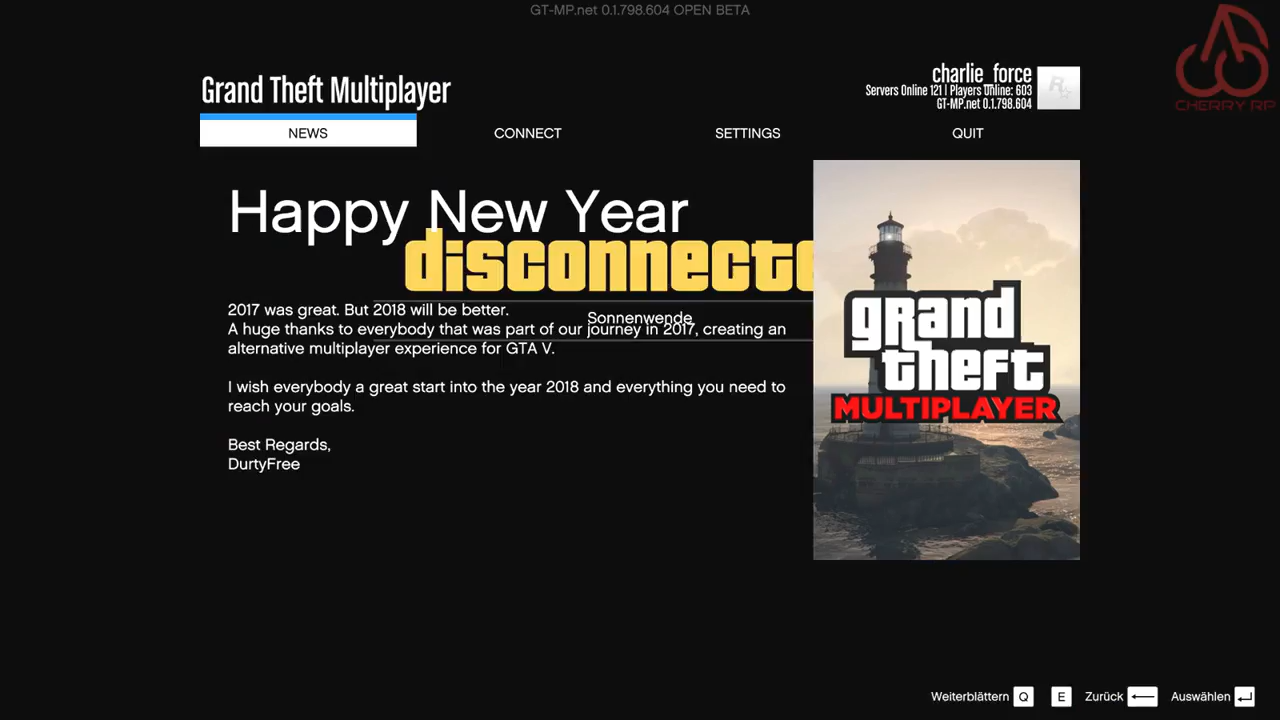 GT-MP.net 0.1.798.604 OPEN BETA
CHERRY RP
Grand Theft Multiplayer
charlie_force
Servers Online 121 | Players Online: 603
GT-MP.net 0.1.798.604
NEWS
CONNECT
SETTINGS
QUIT
Happy New Year
disconnecte
2017 was great. But 2018 will be better.
Sonnenwende
A huge thanks to everybody that was part of our journey in 2017, creating an
alternative multiplayer experience for GTA V.
I wish everybody a great start into the year 2018 and everything you need to
reach your goals.
Best Regards,
DurtyFree
grand
theft
MULTIPLAYER
Weiterblättern Q E Zurück Auswählen